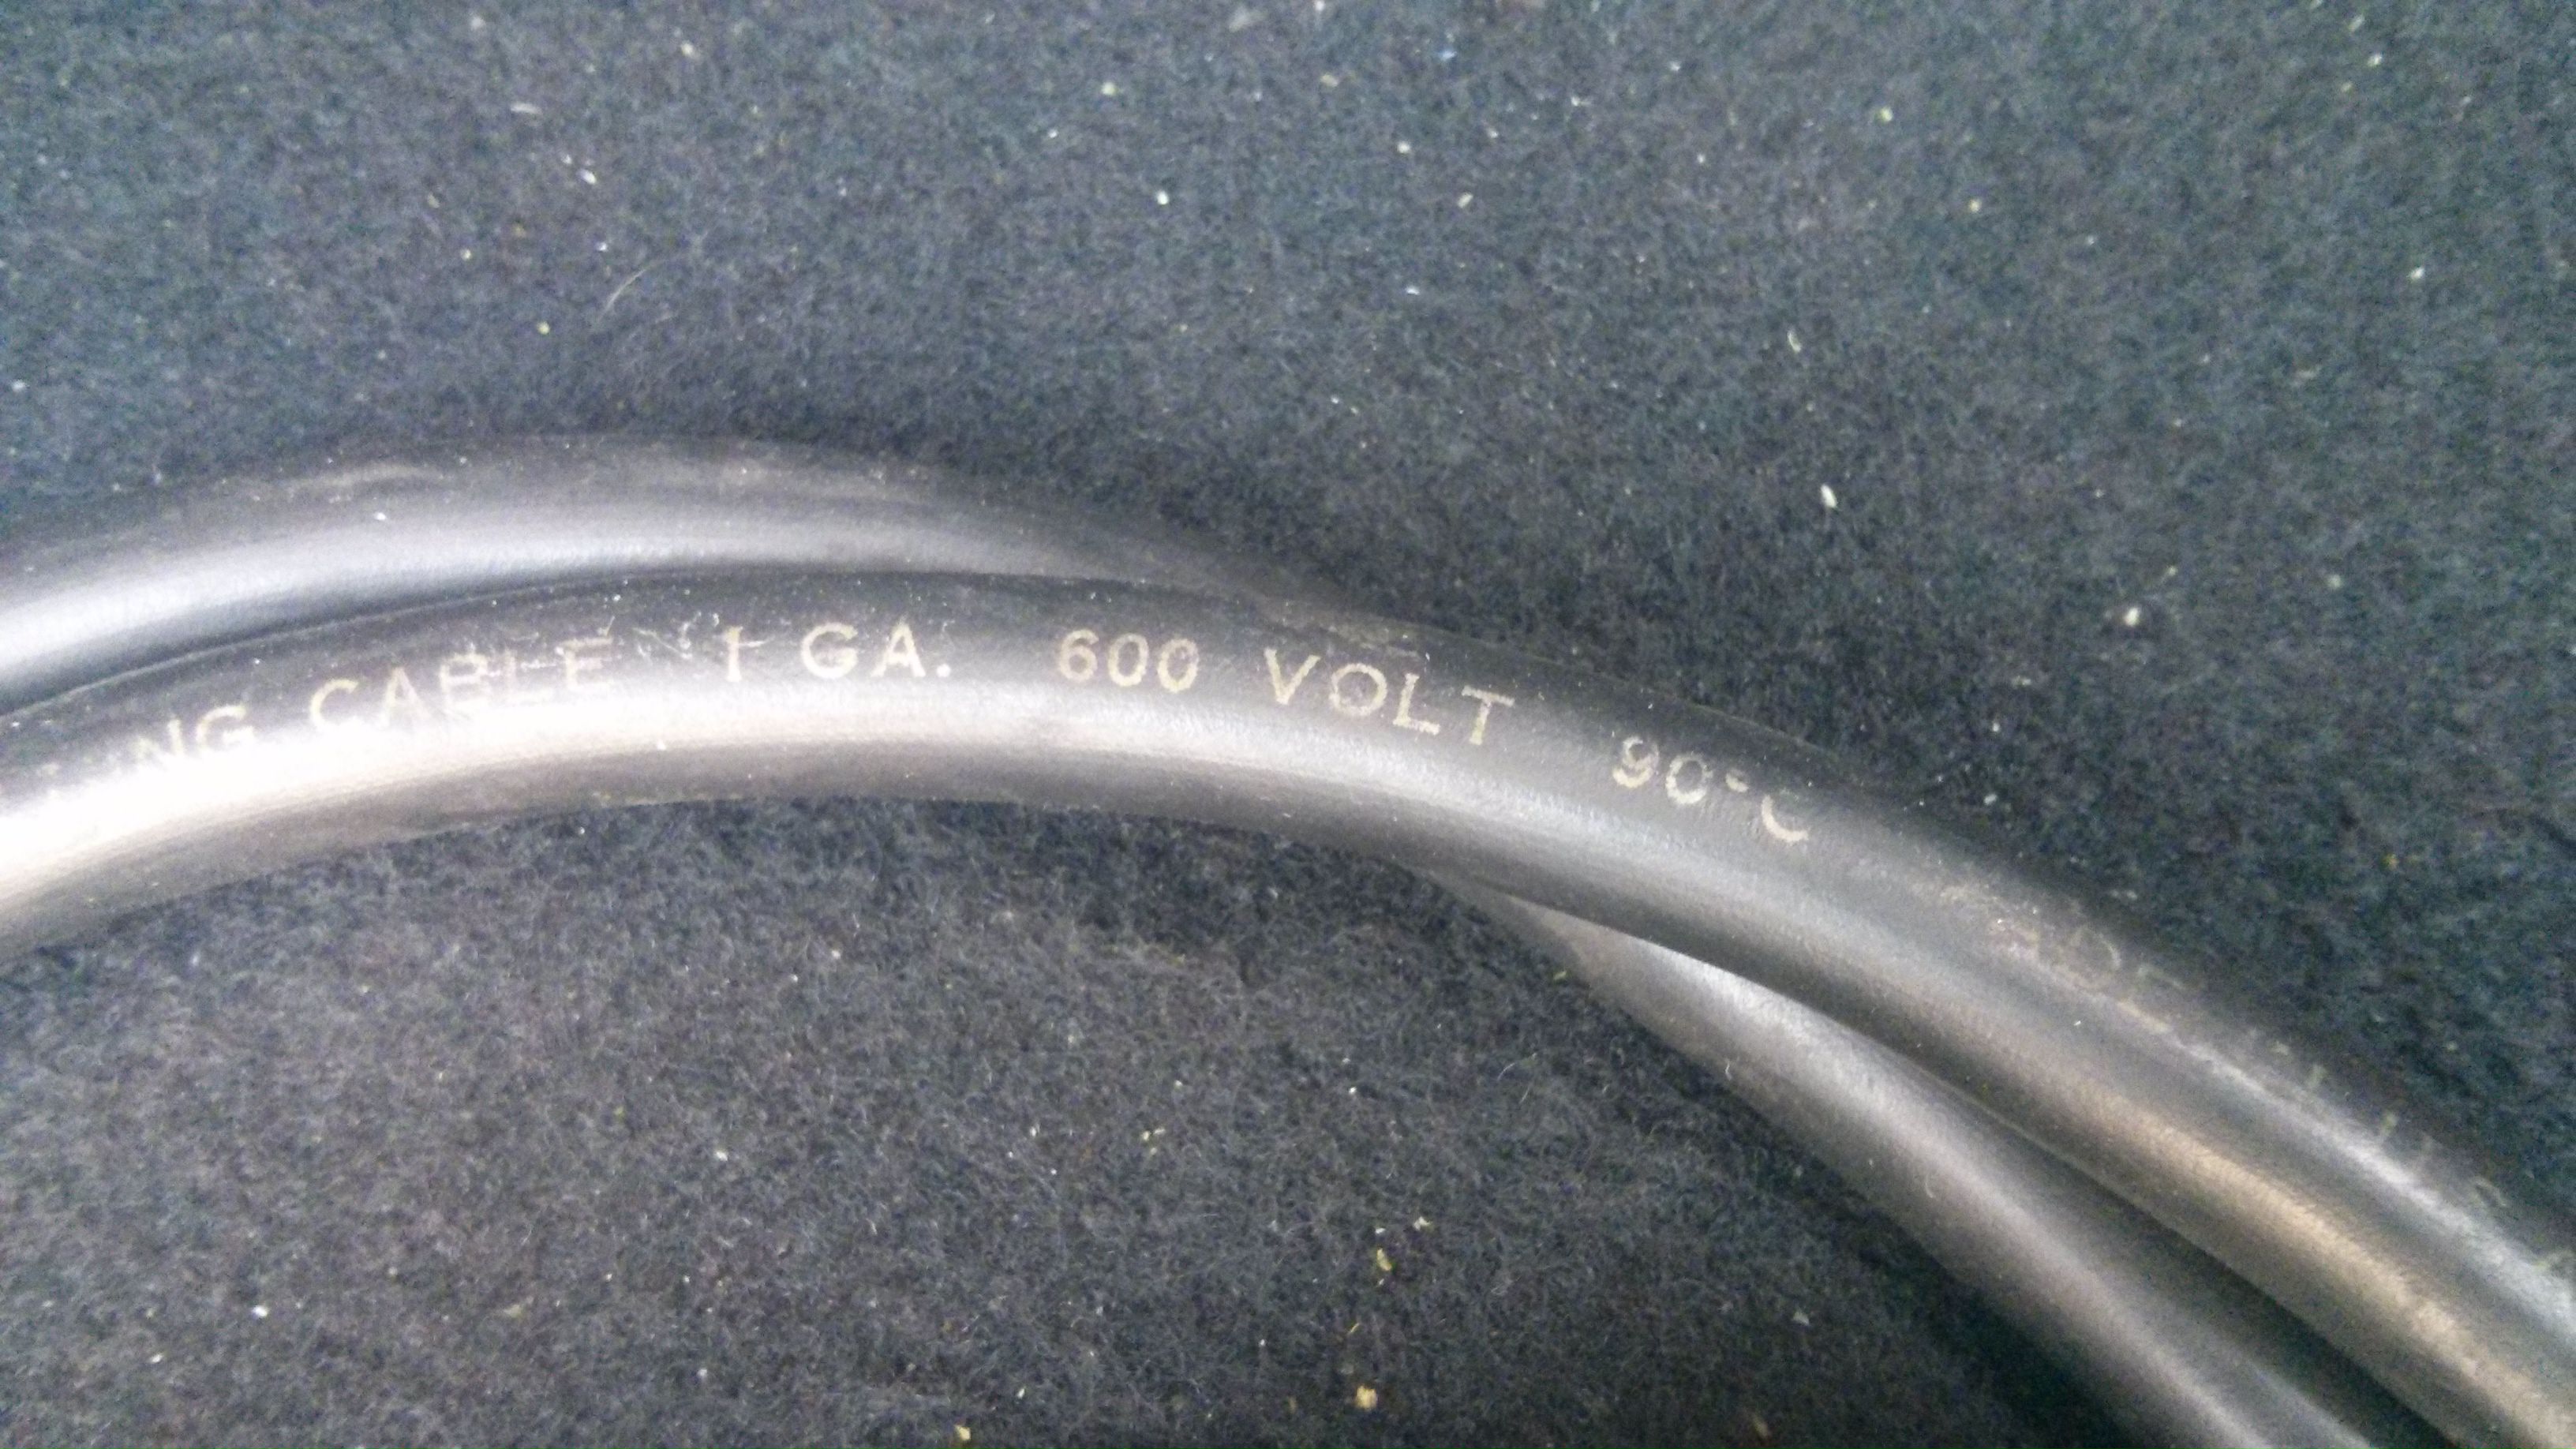 NG CABLE 1 GA. 600 VOLT 90°C